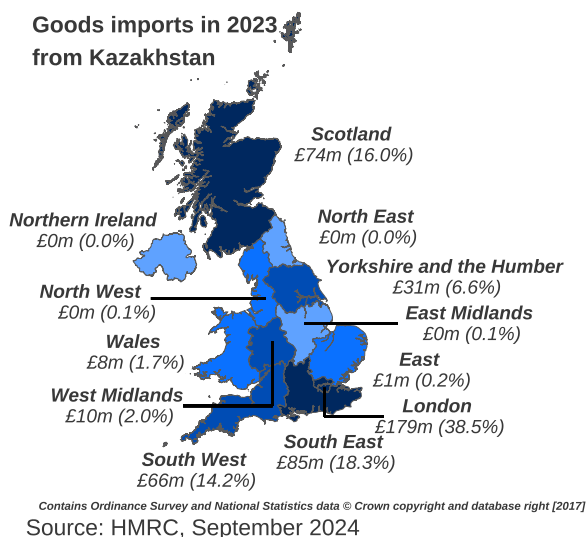 Goods imports in 2023
from Kazakhstan
Scotland
£74m (16.0%)
Northern Ireland
£0m (0.0%)
North East
£0m (0.0%)
Yorkshire and the Humber
£31m (6.6%)
North West
£0m (0.1%)
East Midlands
£0m (0.1%)
Wales
£8m (1.7%)
East
£1m (0.2%)
West Midlands
£10m (2.0%)
London
£179m (38.5%)
South East
£85m (18.3%)
South West
£66m (14.2%)
Contains Ordinance Survey and National Statistics data © Crown copyright and database right [2017]
Source: HMRC, September 2024